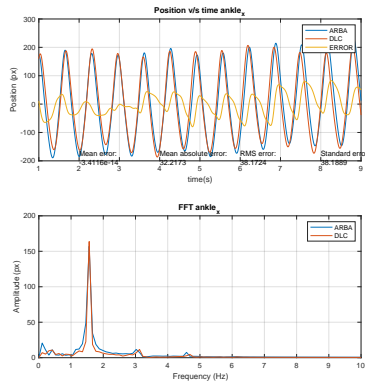 Position v/s time ankle_x
300
200
100
0
-100
-200
Position (px)
ARBA
DLC
ERROR
Mean error: Mean absolute error: RMS error: Standard error
-3.4116e-14 32.2173 38.1724 38.1889
1 2 3 4 5 6 7 8 9
time(s)
FFT ankle_x
200
150
100
50
0
Amplitude (px)
ARBA
DLC
0 1 2 3 4 5 6 7 8 9 10
Frequency (Hz)